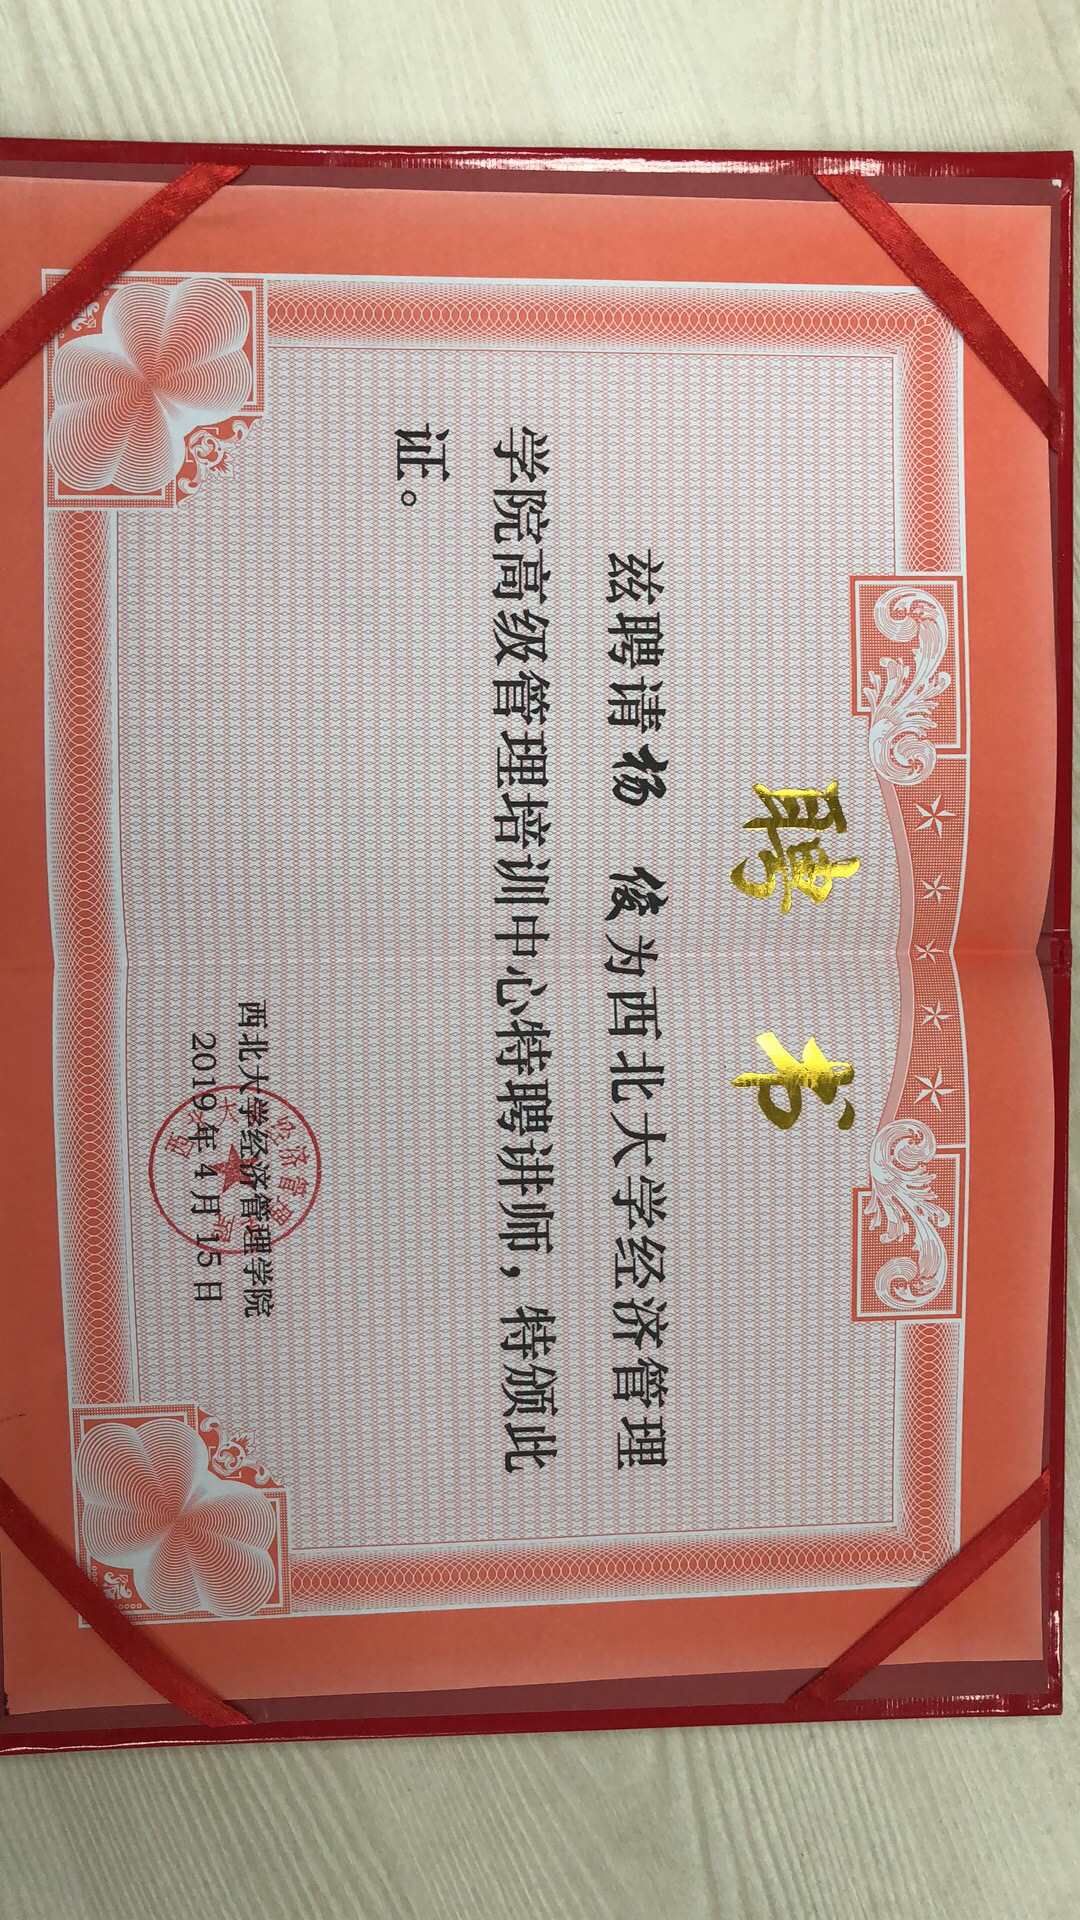 聘 书
兹聘请杨 俊为西北大学经济管理
学院高级管理培训中心特聘讲师，特颁此
证。
西北大学经济管理学院
2019年4月15日